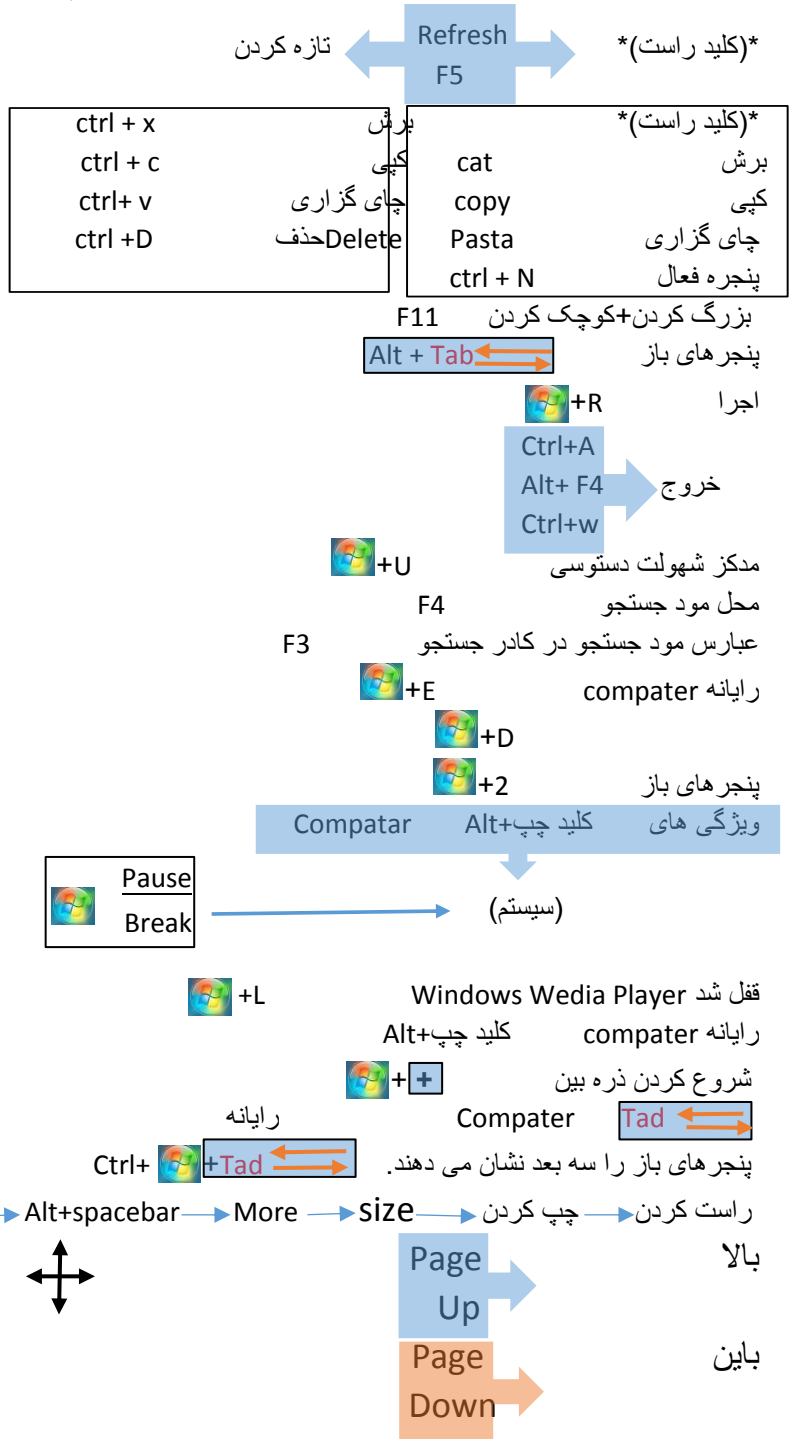 *(کلید راست)* Refresh تازه کردن
F5
*(کلید راست)*
برش cat
کپی copy
چای گزاری Pasta
پنجره فعال ctrl + N
برش ctrl + x
کپی ctrl + c
چای گزاری ctrl+ v
Deleteحذف ctrl +D
بزرگ کردن+کوچک کردن F11
پنجرهای باز Alt + Tab
اجرا +R
Ctrl+A
خروج Alt+ F4
Ctrl+w
مدکز شهولت دستوسی +U
محل مود جستجو F4
عبارس مود جستجو در کادر جستجو F3
رایانه compater +E
+D
پنجرهای باز +2
ویژگی های کلید چپ+Alt Compatar
(سیستم)
Pause
Break
قفل شد Windows Wedia Player +L
رایانه compater کلید چپ+Alt
شروع کردن ذره بین + +
Tad Compater رایانه
پنجرهای باز را سه بعد نشان می دهند. Ctrl+ +Tad
راست کردن چپ کردن size More Alt+spacebar
بالا Page
Up
باین Page
Down